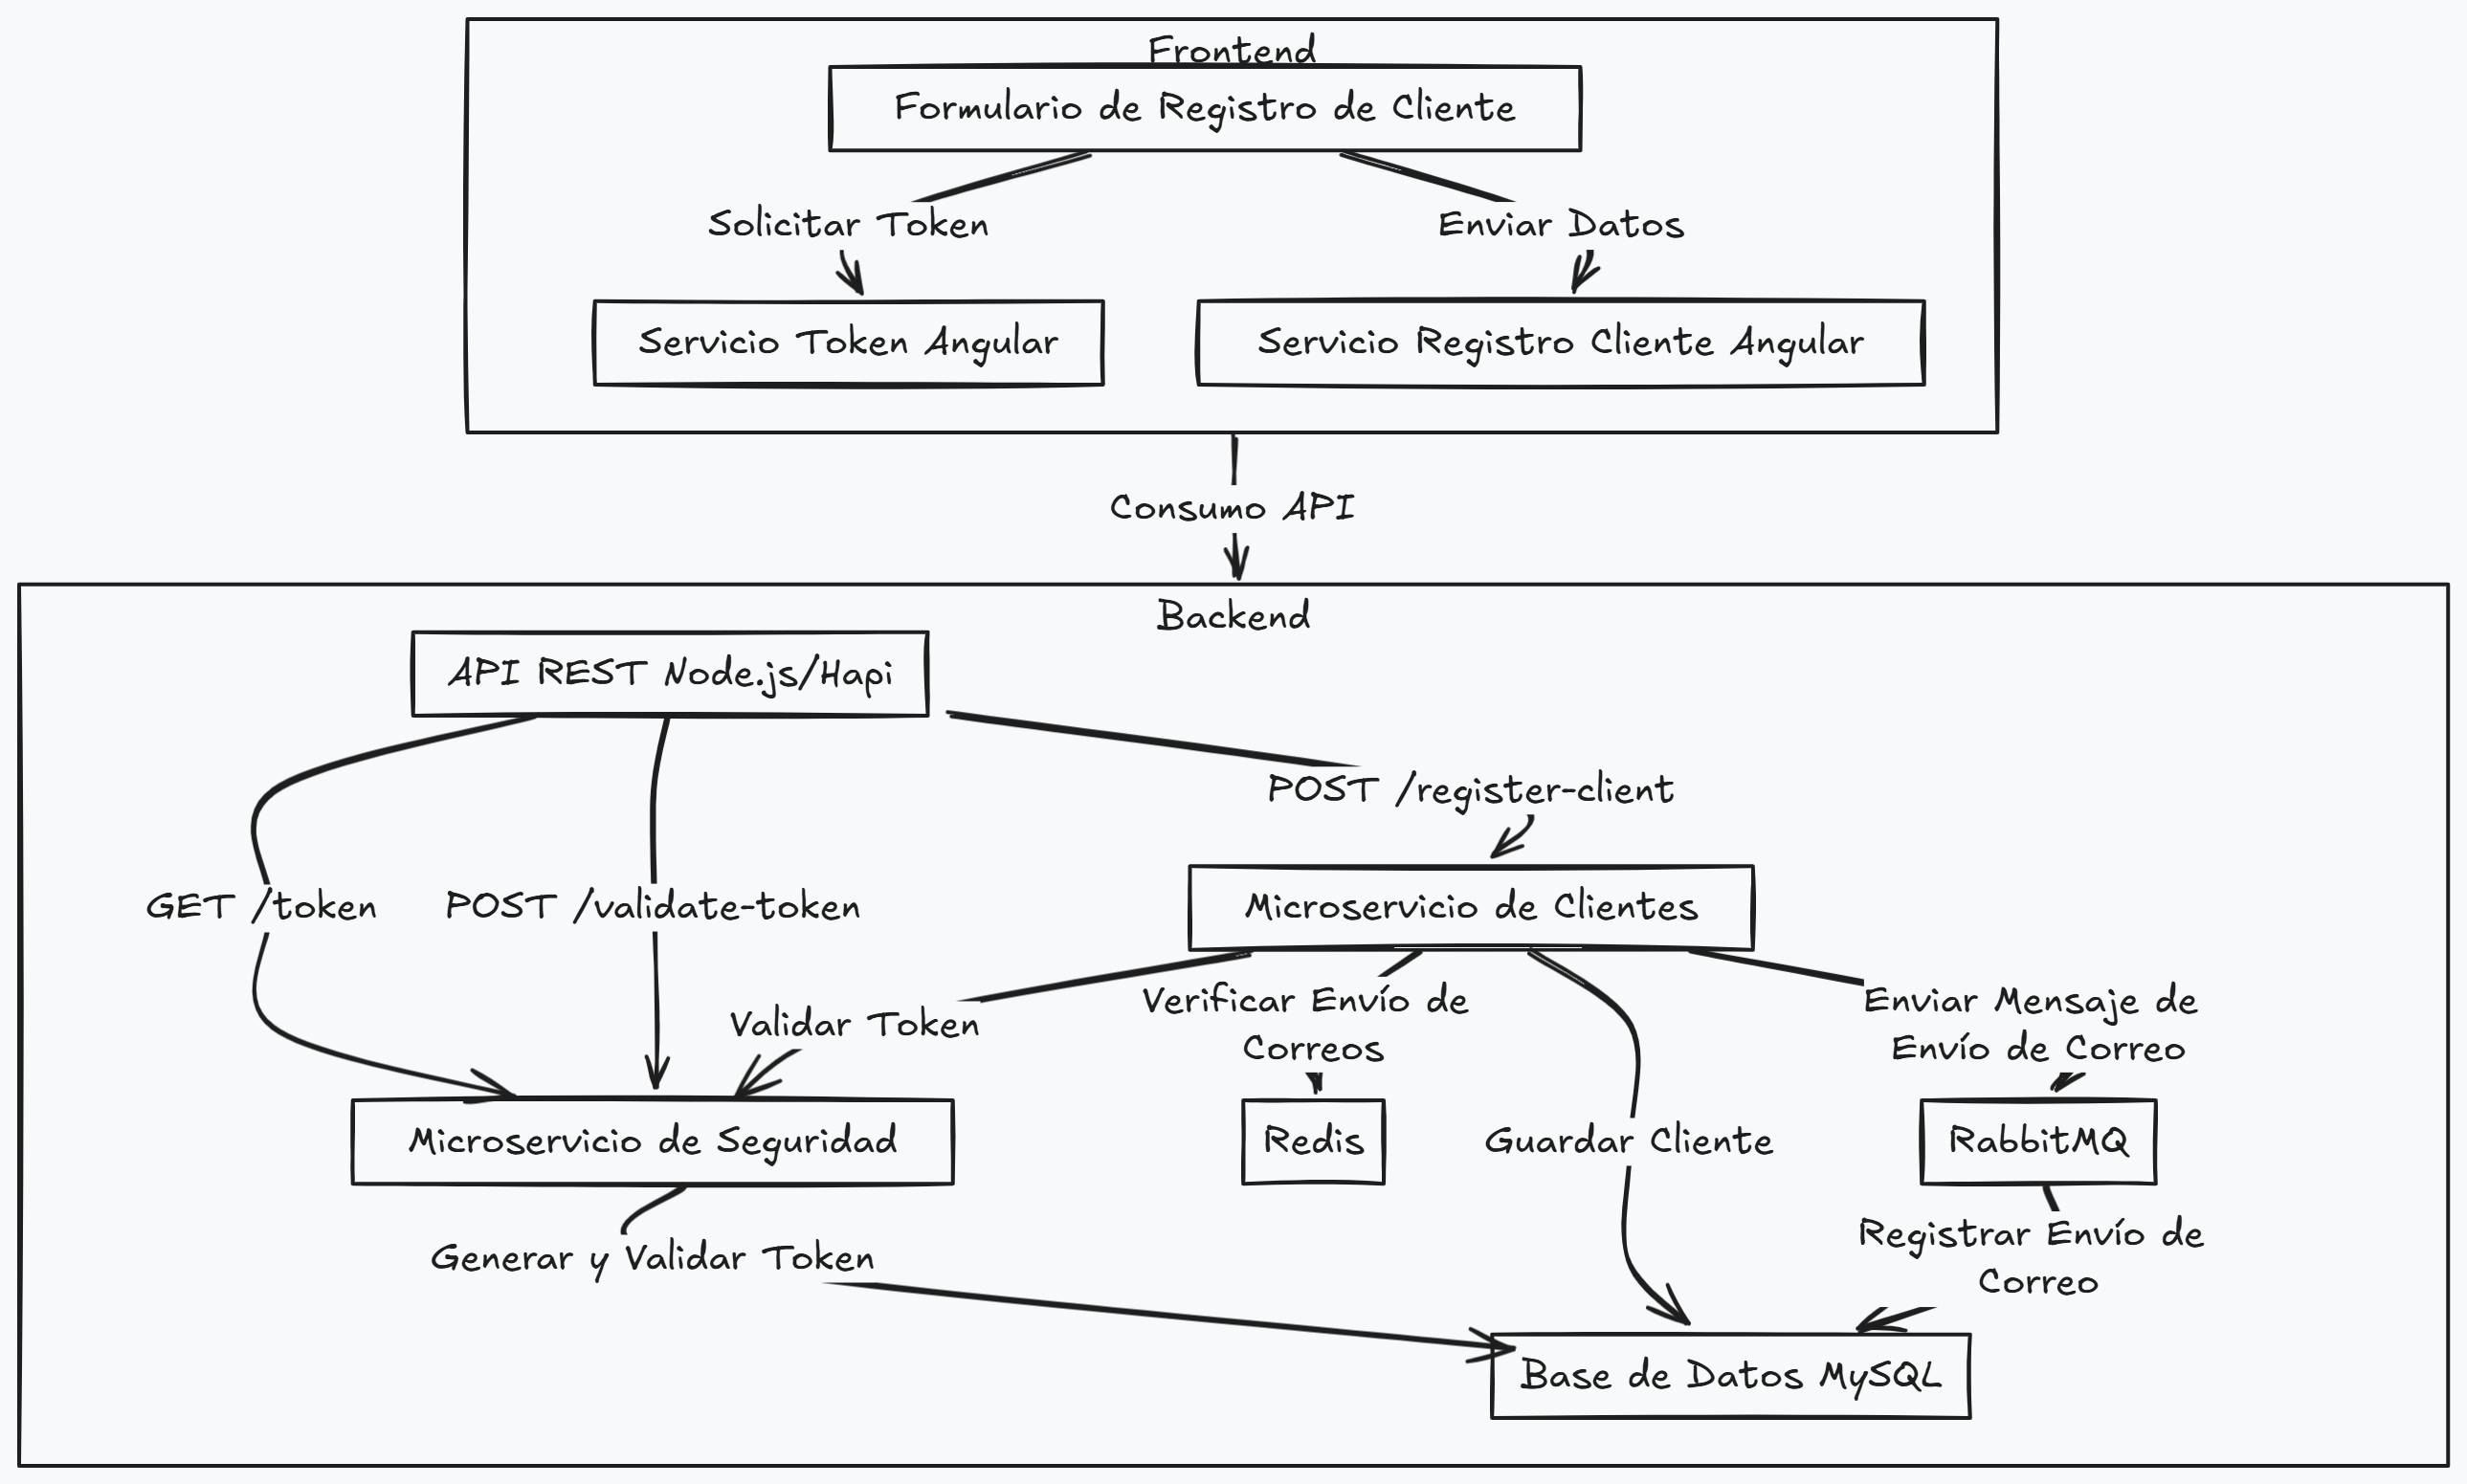 Frontend
Formulario de Registro de Cliente
Solicitar Token
Enviar Datos
Servicio Token Angular
Servicio Registro Cliente Angular
Consumo API
Backend
API REST Node.js/Hapi
POST /register-client
GET /token
POST /validate-token
Microservicio de Clientes
Validar Token
Verificar Envío de
Correos
Enviar Mensaje de
Envío de Correo
Microservicio de Seguridad
Redis
Guardar Cliente
RabbitMQ
Generar y Validar Token
Registrar Envío de
Correo
Base de Datos MySQL